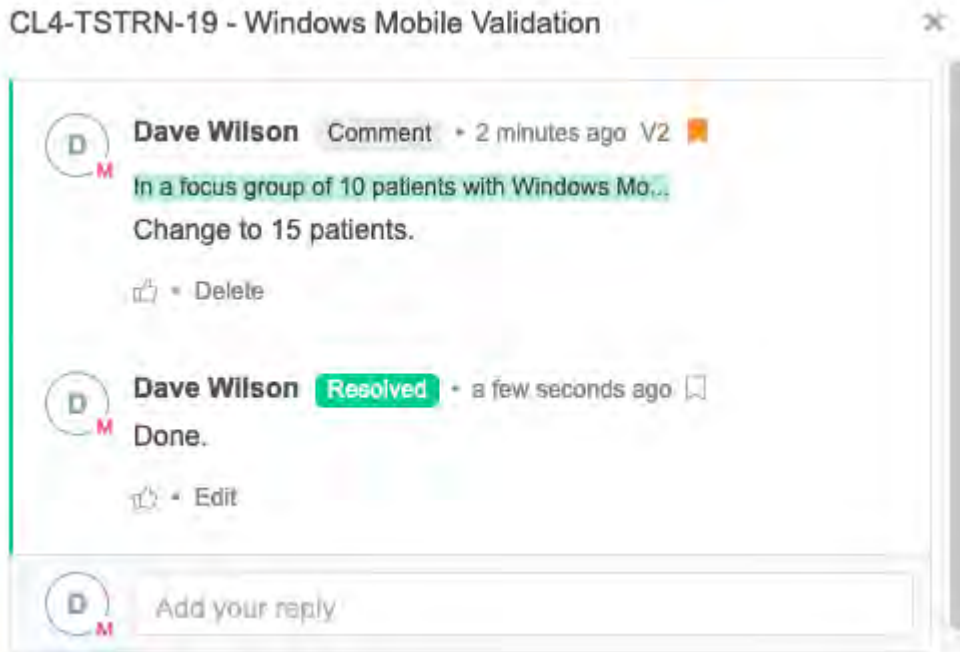 CL4-TSTRN-19 - Windows Mobile Validation
D M Dave Wilson Comment • 2 minutes ago V2
In a focus group of 10 patients with Windows Mo...
Change to 15 patients.
• Delete
D M Dave Wilson Resolved • a few seconds ago
Done.
• Edit
D M Add your reply